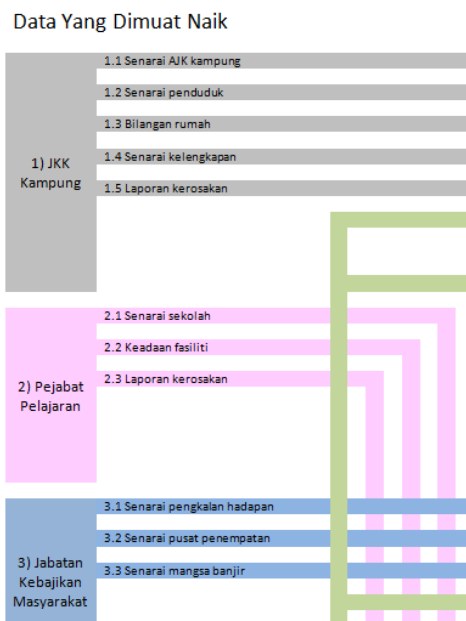 Data Yang Dimuat Naik
1) JKK
Kampung
1.1 Senarai AJK kampung
1.2 Senarai penduduk
1.3 Bilangan rumah
1.4 Senarai kelengkapan
1.5 Laporan kerosakan
2) Pejabat
Pelajaran
2.1 Senarai sekolah
2.2 Keadaan fasiliti
2.3 Laporan kerosakan
3) Jabatan
Kebajikan
Masyarakat
3.1 Senarai pengkalan hadapan
3.2 Senarai pusat penempatan
3.3 Senarai mangsa banjir